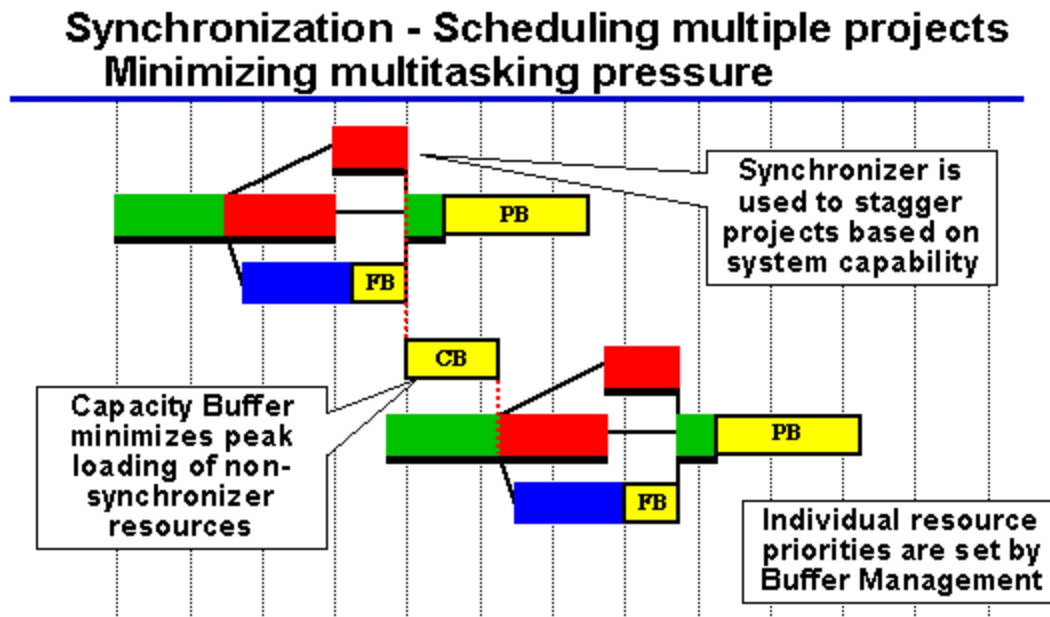 Synchronization - Scheduling multiple projects
Minimizing multitasking pressure
Synchronizer is
used to stagger
projects based on
system capability
PB
FB
CB
Capacity Buffer
minimizes peak
loading of non-
synchronizer
resources
PB
FB
Individual resource
priorities are set by
Buffer Management